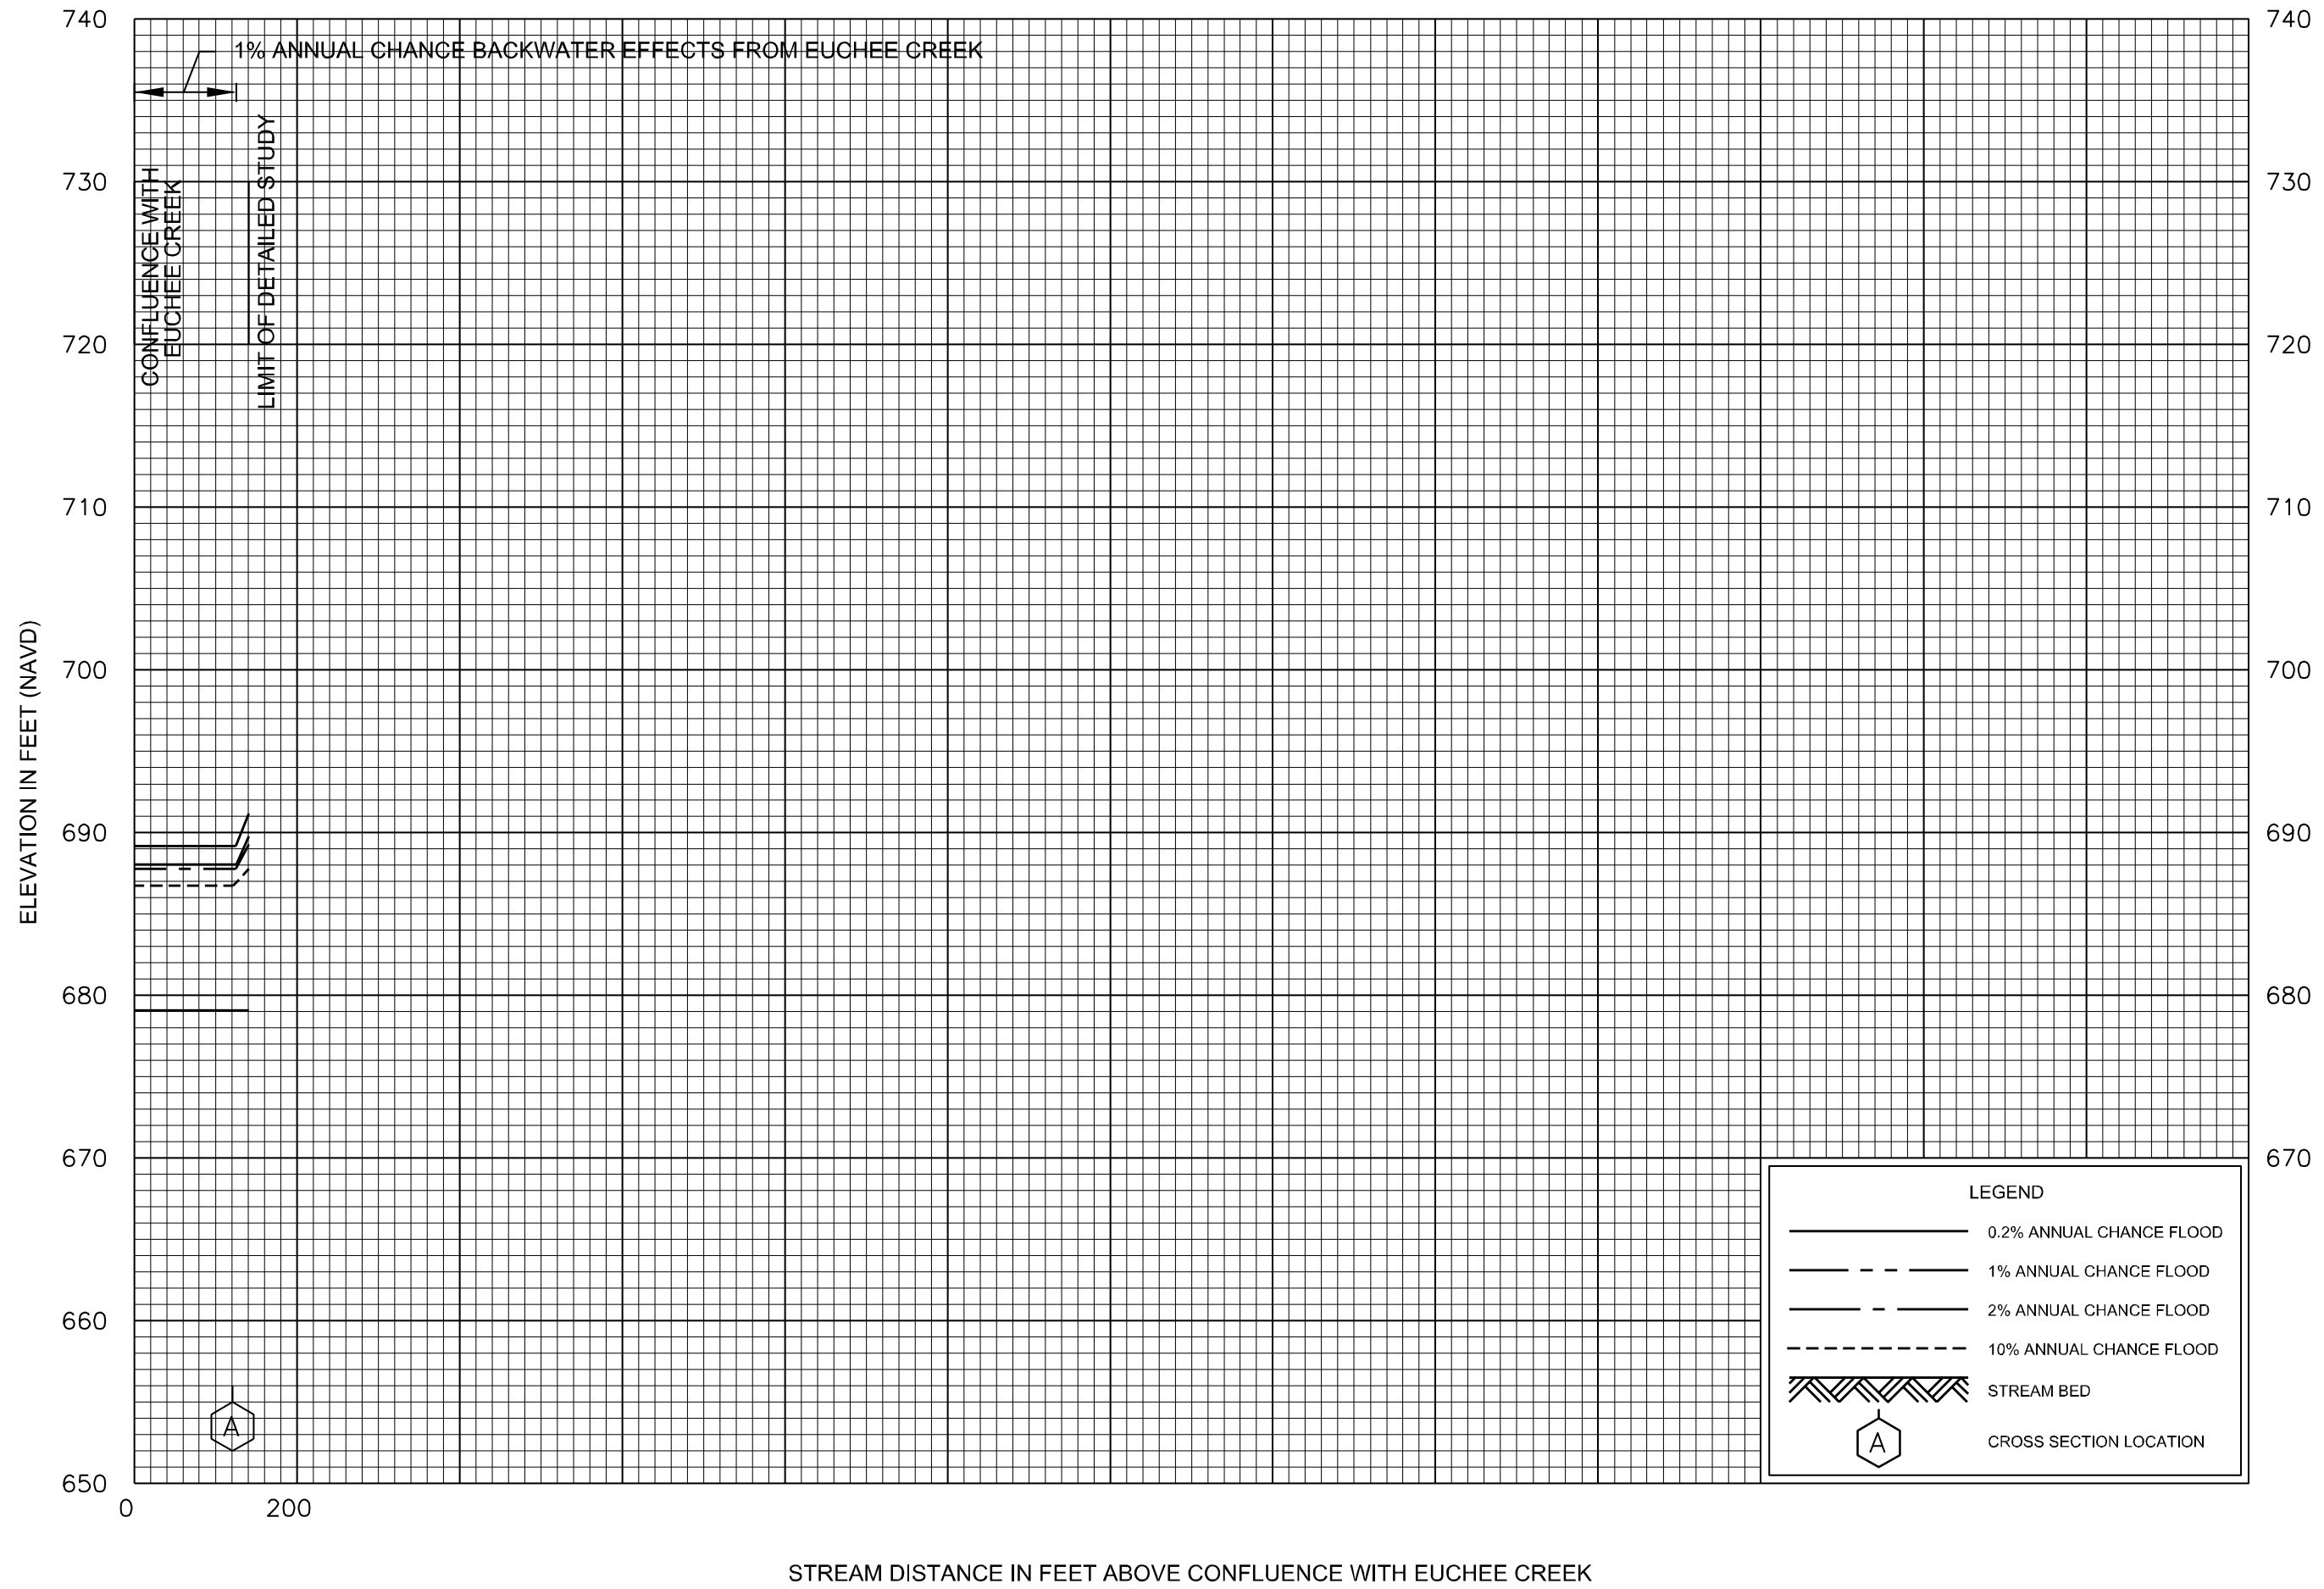 740
740
1% ANNUAL CHANCE BACKWATER EFFECTS FROM EUCHEE CREEK
CONFLUENCE WITH
EUCHEE CREEK
LIMIT OF DETAILED STUDY
730
730
720
720
710
710
700
700
ELEVATION IN FEET (NAVD)
690
690
680
680
670
670
660
650
A
0
200
STREAM DISTANCE IN FEET ABOVE CONFLUENCE WITH EUCHEE CREEK
LEGEND
0.2% ANNUAL CHANCE FLOOD
1% ANNUAL CHANCE FLOOD
2% ANNUAL CHANCE FLOOD
10% ANNUAL CHANCE FLOOD
STREAM BED
A
CROSS SECTION LOCATION